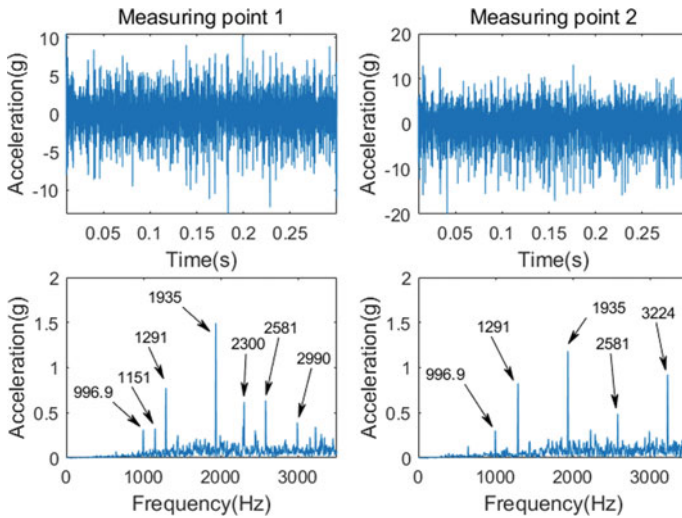 Measuring point 1
Acceleration(g)
10
5
0
-5
-10
0.05 0.1 0.15 0.2 0.25
Time(s)
Measuring point 2
Acceleration(g)
20
10
0
-10
-20
0.05 0.1 0.15 0.2 0.25
Time(s)
Acceleration(g)
2
1.5
1
0.5
0
1935
1291
2581
1151
2300
2990
996.9
0 1000 2000 3000
Frequency(Hz)
Acceleration(g)
2
1.5
1
0.5
0
1935
3224
1291
2581
996.9
0 1000 2000 3000
Frequency(Hz)